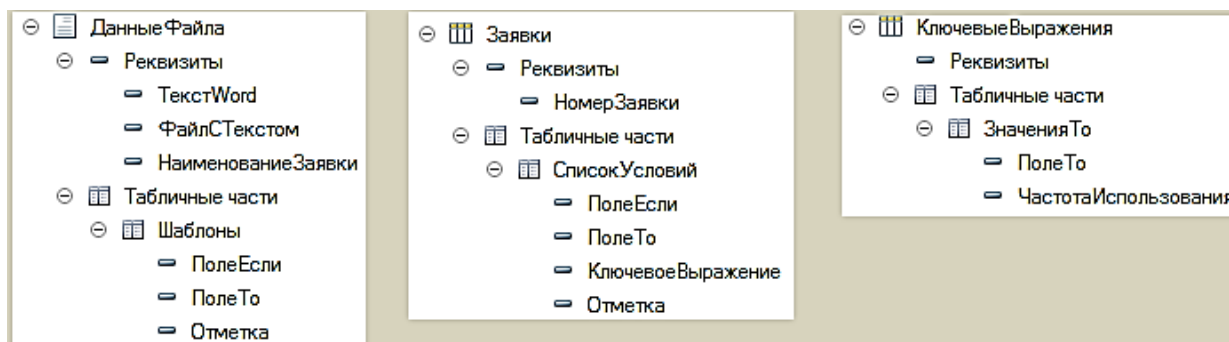 ДанныеФайла
Реквизиты
ТекстWord
ФайлСТекстом
НаименованиеЗаявки
Табличные части
Шаблоны
ПолеЕсли
ПолеТо
Отметка
Заявки
Реквизиты
НомерЗаявки
Табличные части
СписокУсловий
ПолеЕсли
ПолеТо
КлючевоеВыражение
Отметка
КлючевыеВыражения
Реквизиты
Табличные части
ЗначенияТо
ПолеТо
ЧастотаИспользования